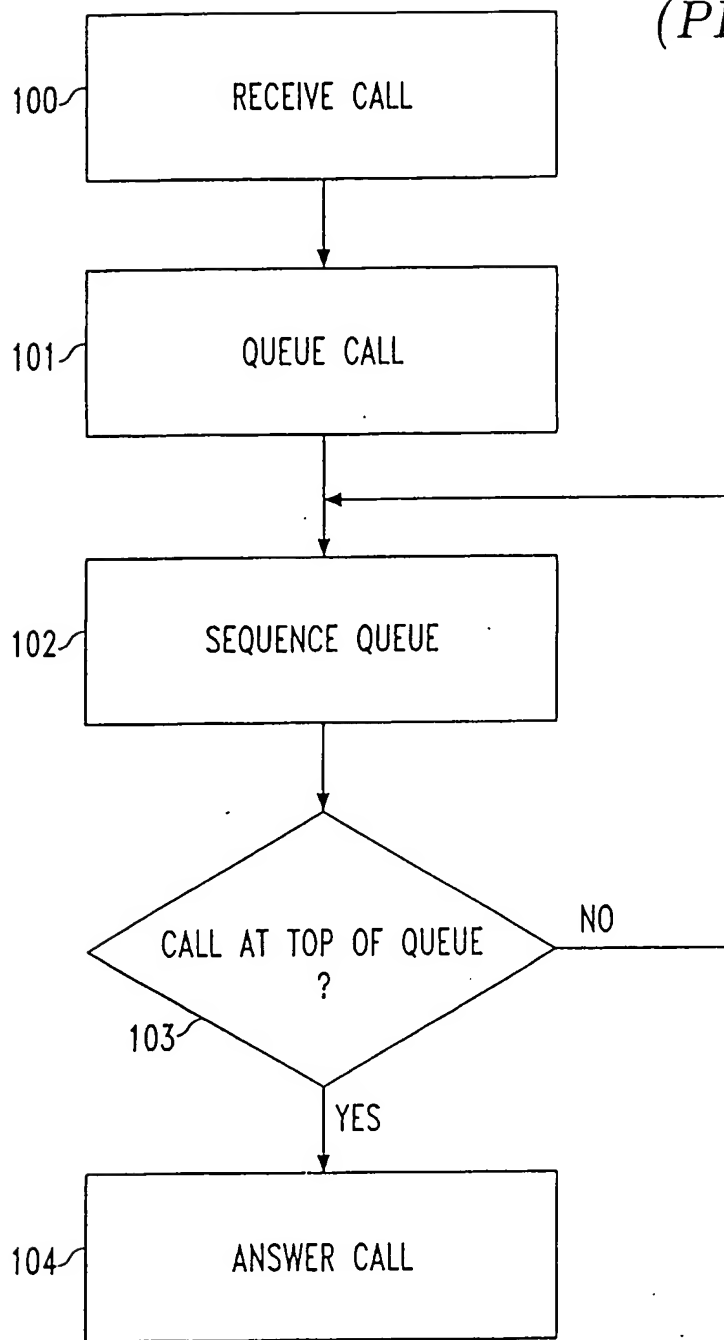 (PR
100
RECEIVE CALL
101
QUEUE CALL
102
SEQUENCE QUEUE
CALL AT TOP OF QUEUE
?
NO
103
YES
104
ANSWER CALL